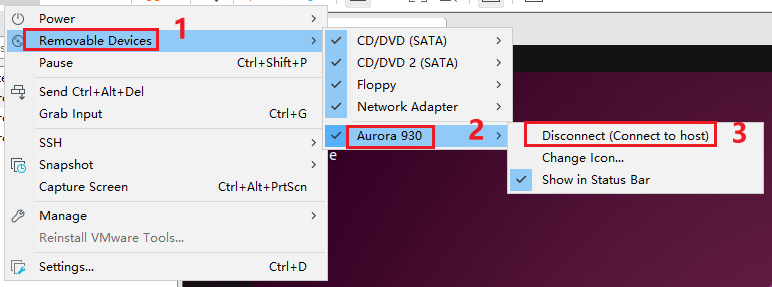 Power
Removable Devices
1
Pause Ctrl+Shift+P
Send Ctrl+Alt+Del
Grab Input Ctrl+G
SSH
Snapshot
Capture Screen Ctrl+Alt+PrtScn
Manage
Reinstall VMware Tools...
Settings... Ctrl+D
CD/DVD (SATA)
CD/DVD 2 (SATA)
Floppy
Network Adapter
Aurora 930
2
Disconnect (Connect to host)
3
Change Icon...
Show in Status Bar
e